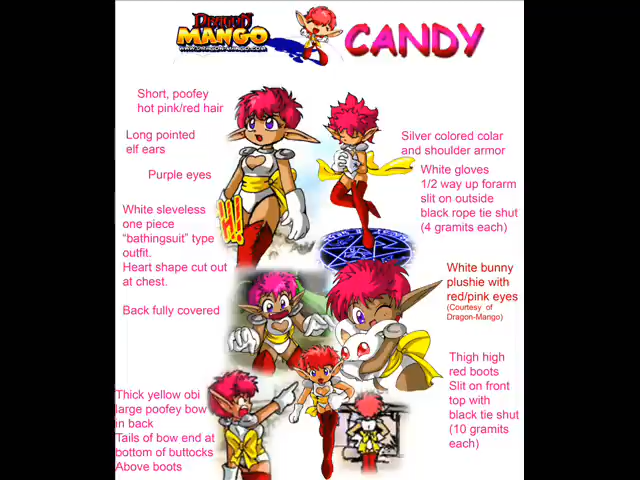 DRAGON
MANGO
WWW.DRAGON-MANGO.COM
CANDY
Short, poofey
hot pink/red hair
Long pointed
elf ears
Purple eyes
White sleveless
one piece
"bathingsuit" type
outfit.
Heart shape cut out
at chest.
Back fully covered
Thick yellow obi
large poofey bow
in back
Tails of bow end at
bottom of buttocks
Above boots
HI!
Silver colored colar
and shoulder armor
White gloves
1/2 way up forarm
slit on outside
black rope tie shut
(4 gramits each)
White bunny
plushie with
red/pink eyes
(Courtesy of
Dragon-Mango)
Thigh high
red boots
Slit on front
top with
black tie shut
(10 gramits
each)